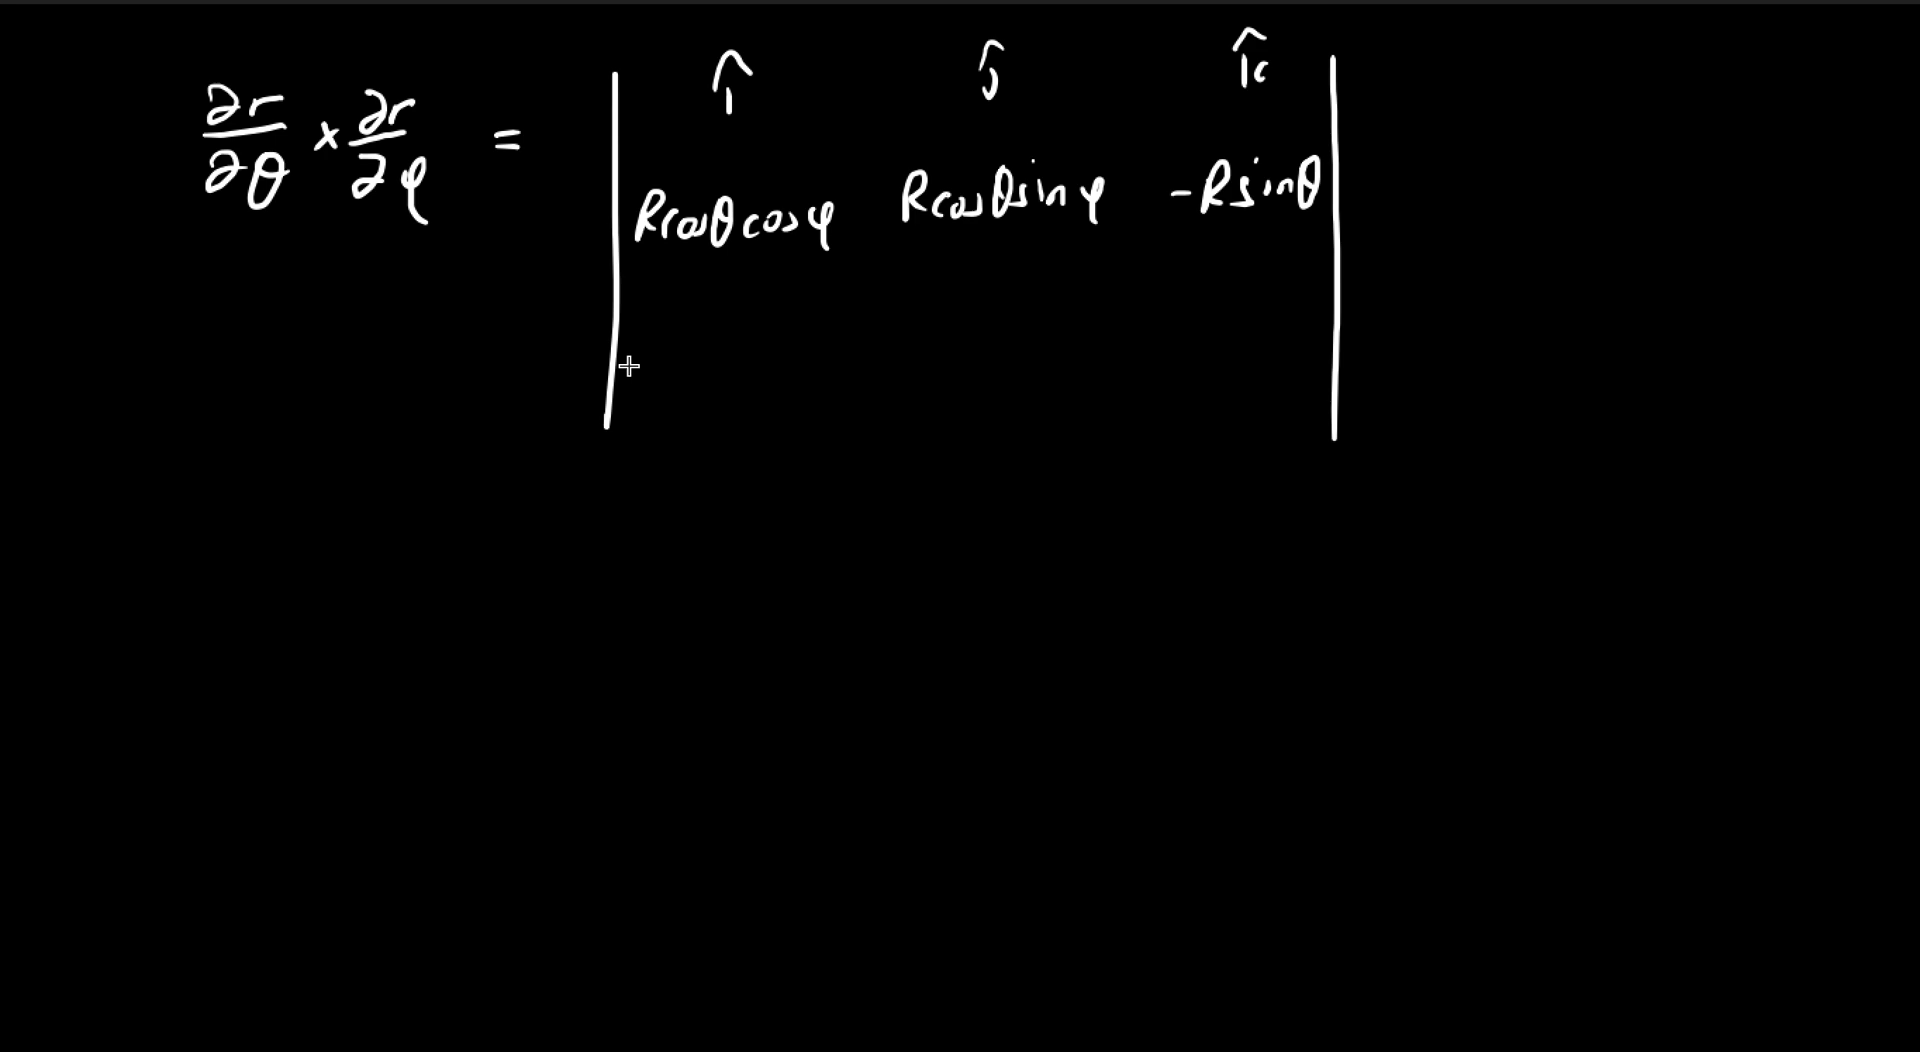 ∂r/∂θ × ∂r/∂φ = | î ĵ k̂ |
| Rcosθcosφ Rcosθsinφ -Rsinθ |